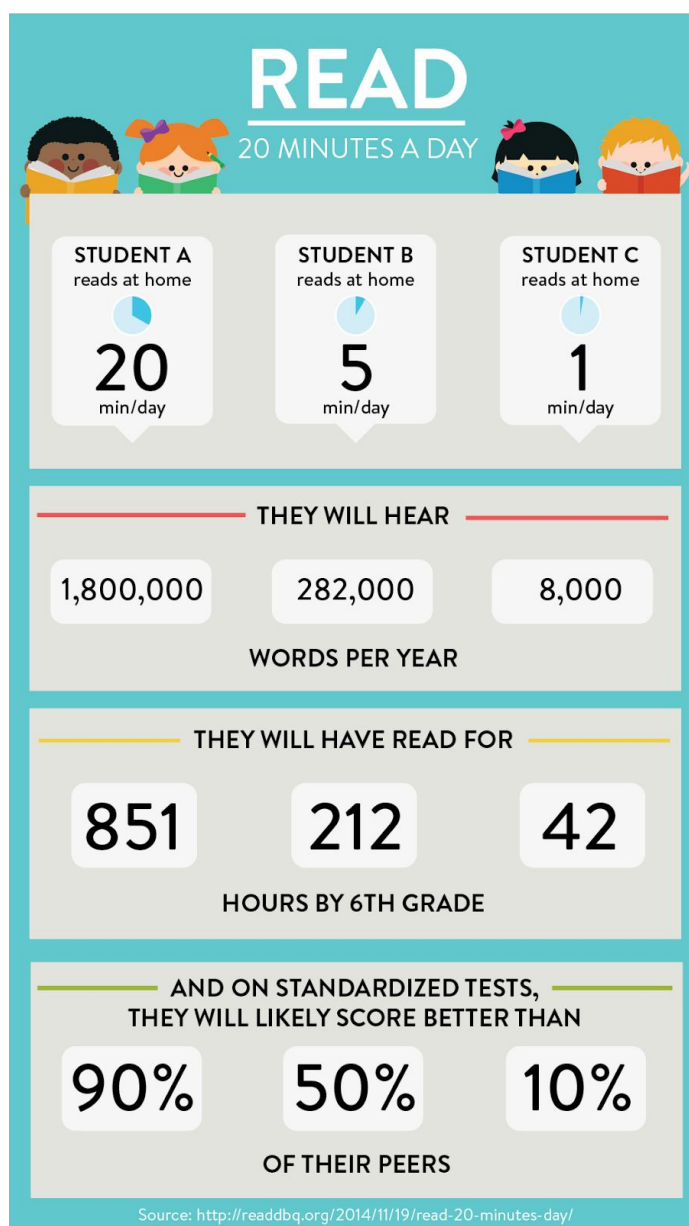 READ
20 MINUTES A DAY
STUDENT A
reads at home
20
min/day
STUDENT B
reads at home
5
min/day
STUDENT C
reads at home
1
min/day
THEY WILL HEAR
1,800,000 282,000 8,000
WORDS PER YEAR
THEY WILL HAVE READ FOR
851 212 42
HOURS BY 6TH GRADE
AND ON STANDARDIZED TESTS,
THEY WILL LIKELY SCORE BETTER THAN
90% 50% 10%
OF THEIR PEERS
Source: http://readdbq.org/2014/11/19/read-20-minutes-day/